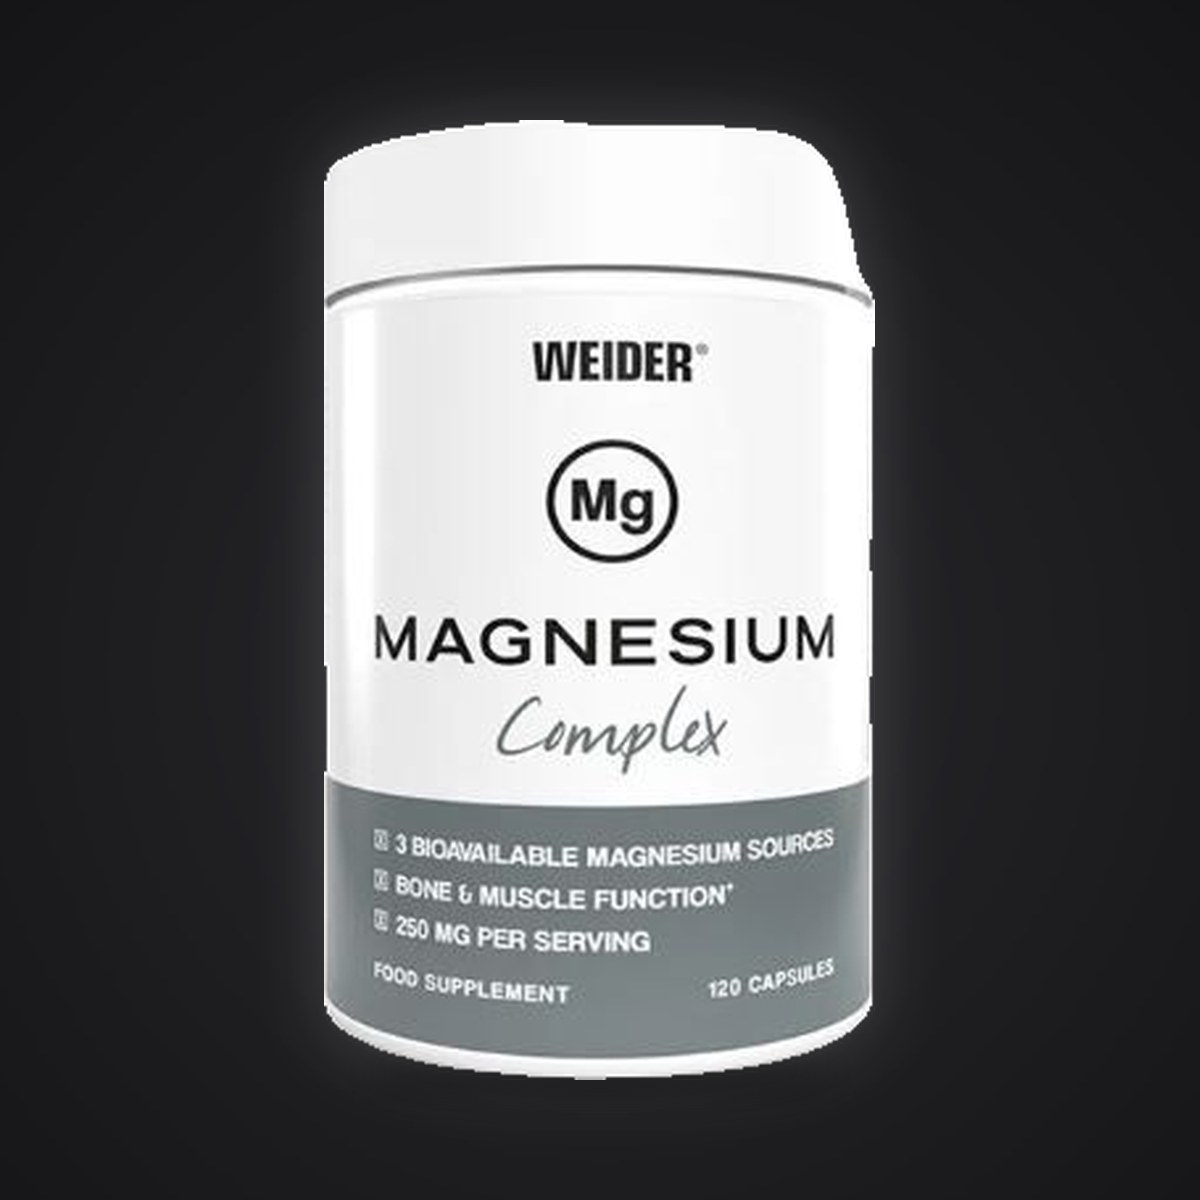 WEIDER®
Mg
MAGNESIUM
Complex
3 BIOAVAILABLE MAGNESIUM SOURCES
BONE & MUSCLE FUNCTION*
250 MG PER SERVING
FOOD SUPPLEMENT
120 CAPSULES